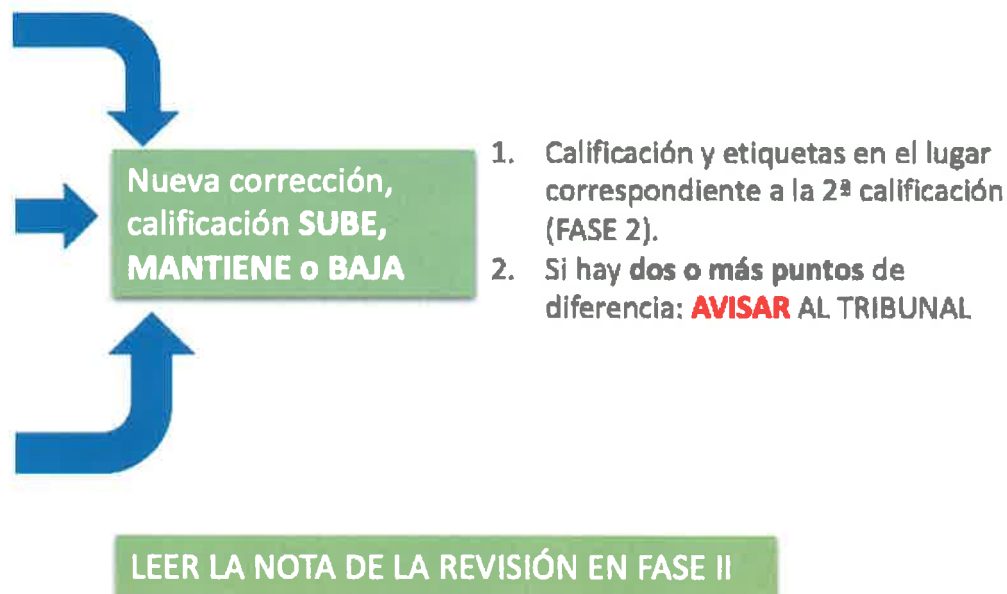 Nueva corrección,
calificación SUBE,
MANTIENE o BAJA
1. Calificación y etiquetas en el lugar
correspondiente a la 2ª calificación
(FASE 2).
2. Si hay dos o más puntos de
diferencia: AVISAR AL TRIBUNAL
LEER LA NOTA DE LA REVISIÓN EN FASE II